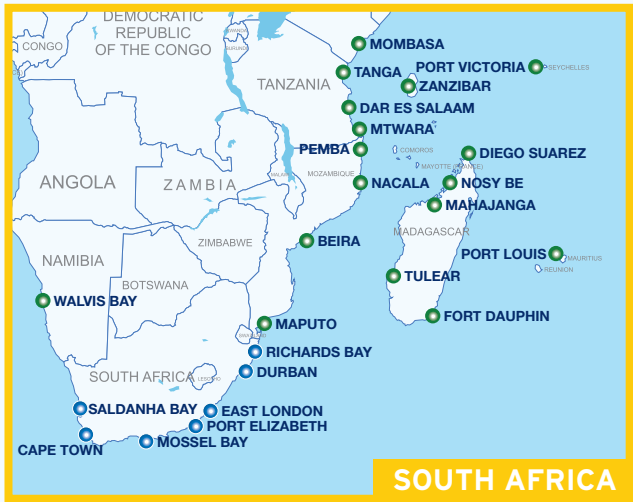 DEMOCRATIC
REPUBLIC
OF THE CONGO
RWANDA
CONGO
BURUNDI
MOMBASA
TANZANIA
TANGA
PORT VICTORIA
SEYCHELLES
ZANZIBAR
DAR ES SALAAM
MTWARA
PEMBA
COMOROS
DIEGO SUAREZ
MAYOTTE (FRANCE)
MALAWI
MOZAMBIQUE
ANGOLA
ZAMBIA
NACALA
NOSY BE
MAHAJANGA
MADAGASCAR
ZIMBABWE
BEIRA
NAMIBIA
PORT LOUIS
MAURITIUS
REUNION
BOTSWANA
TULEAR
WALVIS BAY
MAPUTO
FORT DAUPHIN
SWAZILAND
RICHARDS BAY
SOUTH AFRICA
LESOTHO
DURBAN
SALDANHA BAY
EAST LONDON
PORT ELIZABETH
CAPE TOWN
MOSSEL BAY
SOUTH AFRICA